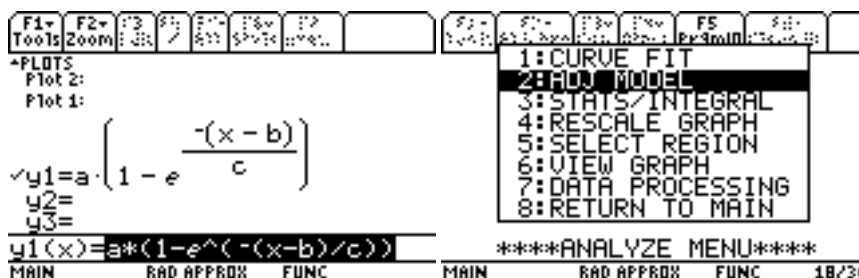 F1▾ F2▾
Tools Zoom
▴PLOTS
Plot 2:
Plot 1:
✓y1=a·(1 - e^(-(x - b)/c))
y2=
y3=
y1(x)=a*(1-e^(-(x-b)/c))
MAIN RAD APPROX FUNC
F5
PrgmIO
1:CURVE FIT
2:ADJ MODEL
3:STATS/INTEGRAL
4:RESCALE GRAPH
5:SELECT REGION
6:VIEW GRAPH
7:DATA PROCESSING
8:RETURN TO MAIN
****ANALYZE MENU****
MAIN RAD APPROX FUNC